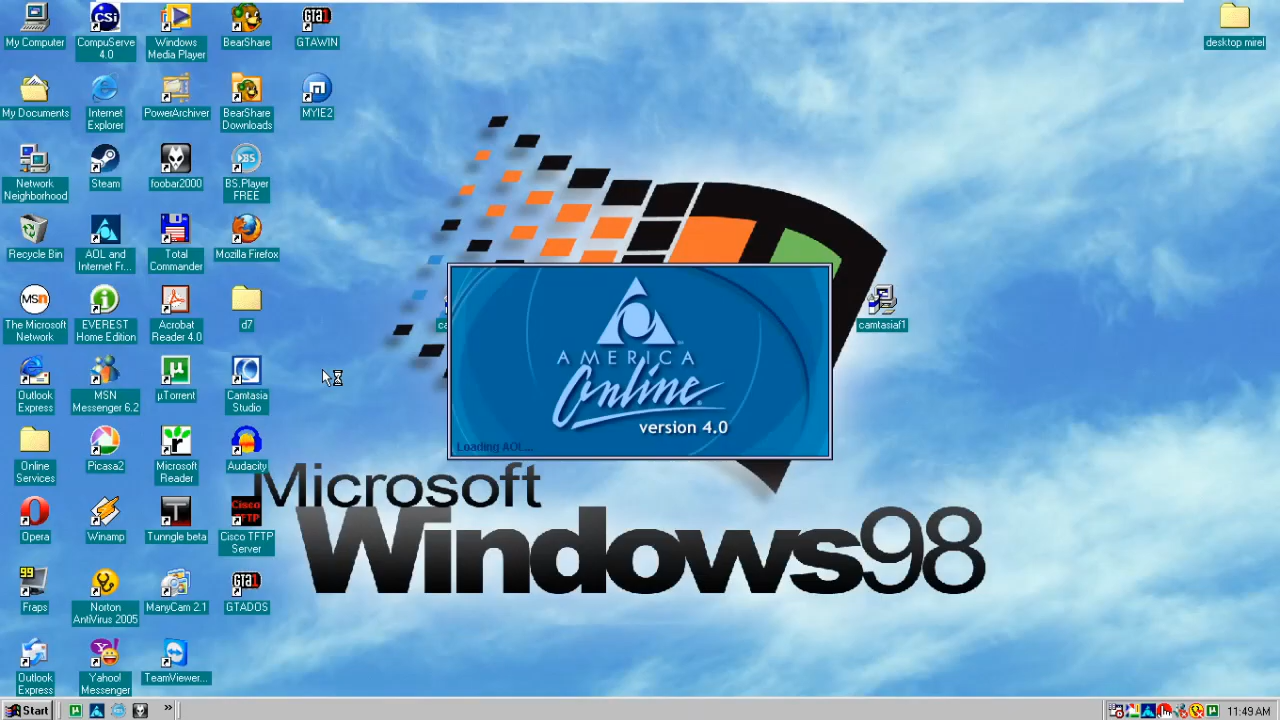 My Computer
CompuServe
4.0
Windows
Media Player
BearShare
GTAWIN
desktop mirel
My Documents
Internet
Explorer
PowerArchiver
BearShare
Downloads
MYIE2
Network
Neighborhood
Steam
foobar2000
BS.Player
FREE
Recycle Bin
AOL and
Internet Fr...
Total
Commander
Mozilla Firefox
The Microsoft
Network
EVEREST
Home Edition
Acrobat
Reader 4.0
d7
ca
camtasiaf1
Outlook
Express
MSN
Messenger 6.2
µTorrent
Camtasia
Studio
AMERICA
Online
version 4.0
Loading AOL...
Online
Services
Picasa2
Microsoft
Reader
Audacity
Microsoft
Windows98
Opera
Winamp
Tunngle beta
Cisco TFTP
Server
Fraps
Norton
AntiVirus 2005
ManyCam 2.1
GTADOS
Outlook
Express
Yahoo!
Messenger
TeamViewer...
Start
11:49 AM